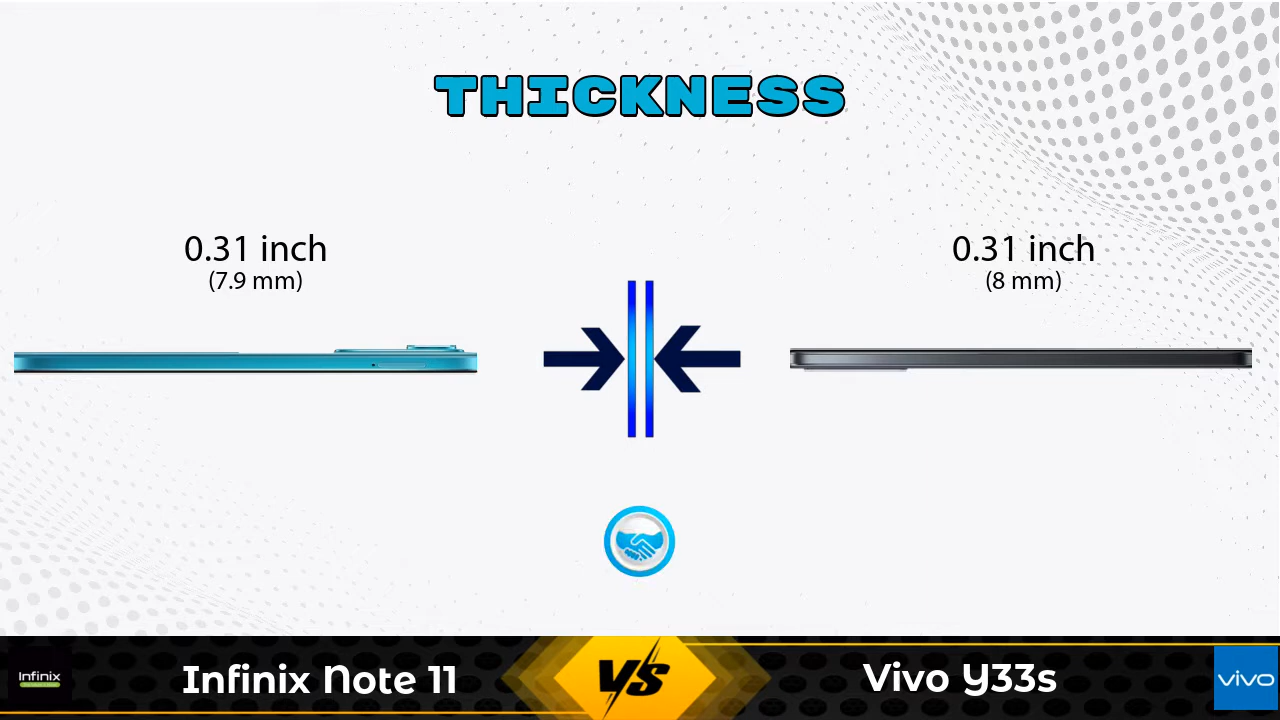 THICKNESS
0.31 inch
(7.9 mm)
0.31 inch
(8 mm)
Infinix
Infinix Note 11
VS
Vivo Y33s
vivo